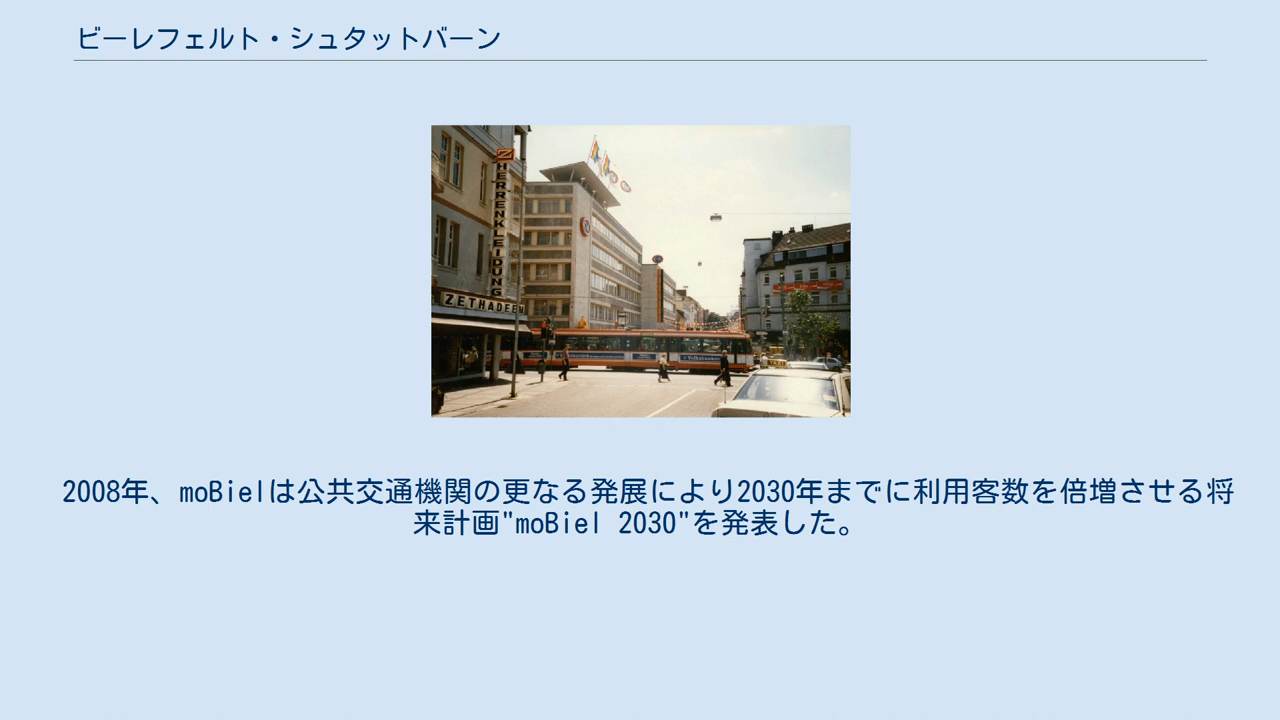 ビーレフェルト・シュタットバーン
HERRENKLEIDUNG
ZETHADEEN
Volksbanken
2008年、moBielは公共交通機関の更なる発展により2030年までに利用客数を倍増させる将
来計画"moBiel 2030"を発表した。